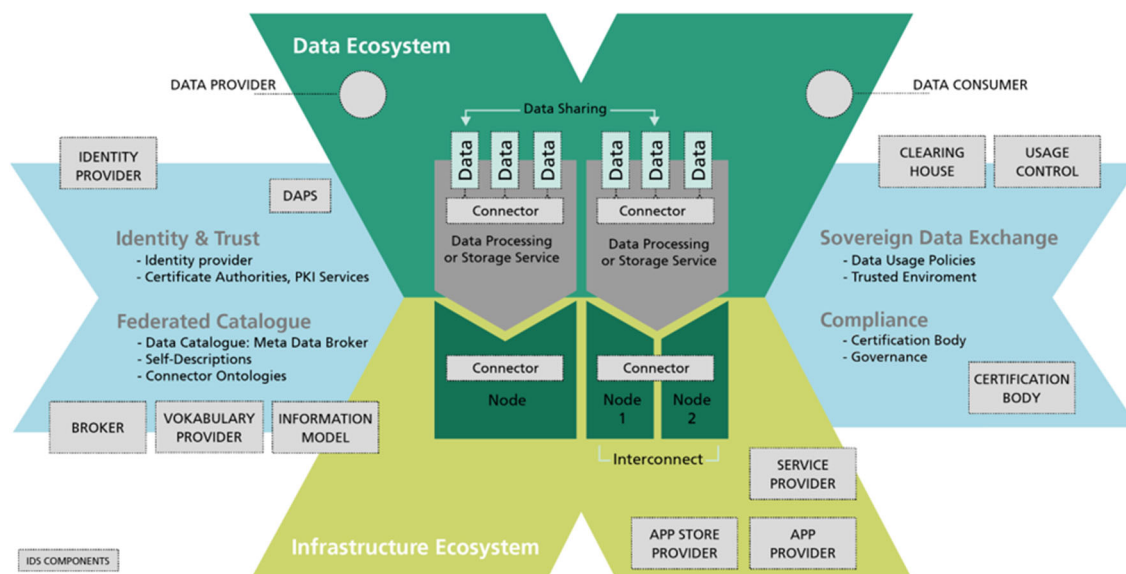 Data Ecosystem
DATA PROVIDER
DATA CONSUMER
Data Sharing
Data
Data
Data
Data
Data
Data
IDENTITY
PROVIDER
DAPS
CLEARING
HOUSE
USAGE
CONTROL
Connector
Connector
Data Processing
or Storage Service
Data Processing
or Storage Service
Identity & Trust
- Identity provider
- Certificate Authorities, PKI Services
Sovereign Data Exchange
- Data Usage Policies
- Trusted Enviroment
Federated Catalogue
- Data Catalogue: Meta Data Broker
- Self-Descriptions
- Connector Ontologies
Compliance
- Certification Body
- Governance
Connector
Connector
Node
Node
1
Node
2
Interconnect
CERTIFICATION
BODY
BROKER
VOKABULARY
PROVIDER
INFORMATION
MODEL
SERVICE
PROVIDER
APP STORE
PROVIDER
APP
PROVIDER
Infrastructure Ecosystem
IDS COMPONENTS